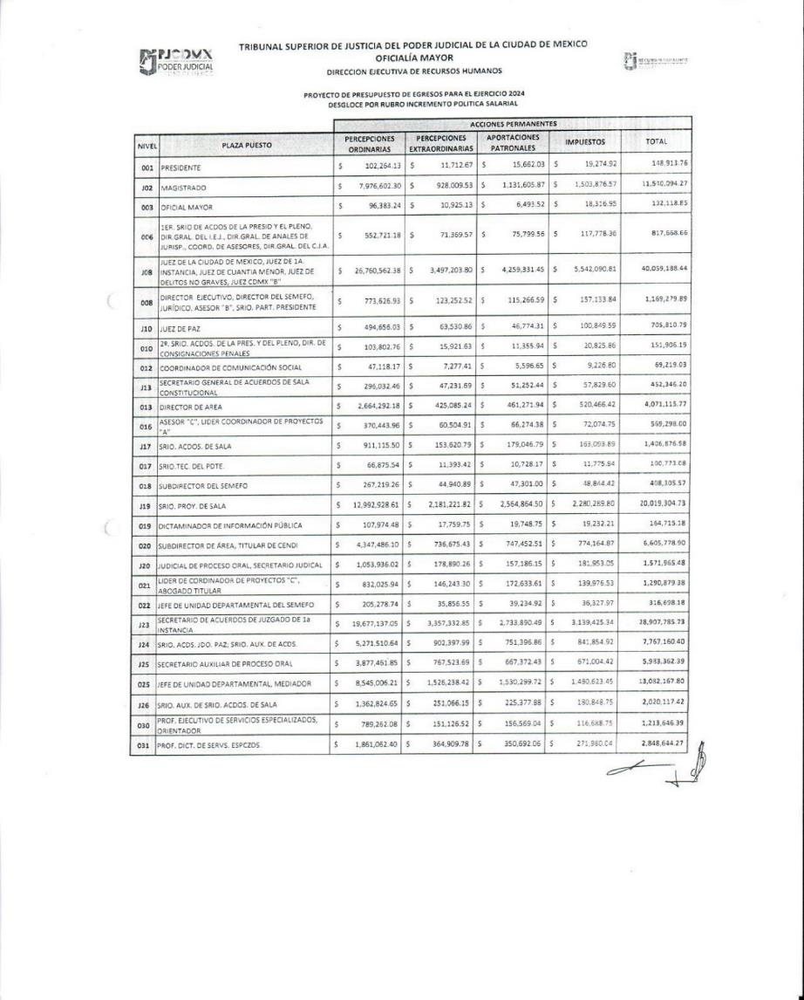 PJCDMX
PODER JUDICIAL
TRIBUNAL SUPERIOR DE JUSTICIA DEL PODER JUDICIAL DE LA CIUDAD DE MEXICO
OFICIALÍA MAYOR
DIRECCION EJECUTIVA DE RECURSOS HUMANOS
PROYECTO DE PRESUPUESTO DE EGRESOS PARA EL EJERCICIO 2024
DESGLOCE POR RUBRO INCREMENTO POLITICA SALARIAL
ACCIONES PERMANENTES
NIVEL PLAZA PUESTO PERCEPCIONES ORDINARIAS PERCEPCIONES EXTRAORDINARIAS APORTACIONES PATRONALES IMPUESTOS TOTAL
001 PRESIDENTE $ 102,264.13 $ 11,712.67 $ 15,662.03 $ 19,274.92 148,913.76
J02 MAGISTRADO $ 7,976,602.30 $ 928,009.53 $ 1,131,605.87 $ 1,503,876.57 11,540,094.27
003 OFICIAL MAYOR $ 96,383.24 $ 10,925.13 $ 6,493.52 $ 18,316.95 132,118.85
1ER. SRIO DE ACDOS DE LA PRESID Y EL PLENO,
006 DIR.GRAL. DEL I.E.J., DIR.GRAL. DE ANALES DE $ 552,721.18 $ 71,369.57 $ 75,799.56 $ 117,778.36 817,668.66
JURISP., COORD. DE ASESORES, DIR.GRAL. DEL C.J.A.
JUEZ DE LA CIUDAD DE MEXICO, JUEZ DE 1A.
J08 INSTANCIA, JUEZ DE CUANTIA MENOR, JUEZ DE $ 26,760,562.38 $ 3,497,203.80 $ 4,259,331.45 $ 5,542,090.81 40,059,188.44
DELITOS NO GRAVES, JUEZ CDMX "B"
008 DIRECTOR EJECUTIVO, DIRECTOR DEL SEMEFO, $ 773,626.93 $ 123,252.52 $ 115,266.59 $ 157,133.84 1,169,279.89
JURÍDICO, ASESOR "B", SRIO. PART. PRESIDENTE
J10 JUEZ DE PAZ $ 494,656.03 $ 63,530.86 $ 46,774.31 $ 100,849.59 705,810.79
010 2º. SRIO. ACDOS. DE LA PRES. Y DEL PLENO, DIR. DE $ 103,802.76 $ 15,921.63 $ 11,355.94 $ 20,825.86 151,906.19
CONSIGNACIONES PENALES
012 COORDINADOR DE COMUNICACIÓN SOCIAL $ 47,118.17 $ 7,277.41 $ 5,596.65 $ 9,226.80 69,219.03
J13 SECRETARIO GENERAL DE ACUERDOS DE SALA $ 296,032.46 $ 47,231.69 $ 51,252.44 $ 57,829.60 452,346.20
CONSTITUCIONAL
013 DIRECTOR DE AREA $ 2,664,292.18 $ 425,085.24 $ 461,271.94 $ 520,466.42 4,071,115.77
016 ASESOR "C", LIDER COORDINADOR DE PROYECTOS $ 370,443.96 $ 60,504.91 $ 66,274.38 $ 72,074.75 569,298.00
"A"
J17 SRIO. ACDOS. DE SALA $ 911,115.50 $ 153,620.79 $ 179,046.79 $ 163,093.89 1,406,876.98
017 SRIO.TEC. DEL PDTE. $ 66,875.54 $ 11,393.42 $ 10,728.17 $ 11,775.94 100,773.08
018 SUBDIRECTOR DEL SEMEFO $ 267,219.26 $ 44,940.89 $ 47,301.00 $ 48,844.42 408,305.57
J19 SRIO. PROY. DE SALA $ 12,992,928.61 $ 2,181,221.82 $ 2,564,864.50 $ 2,280,289.80 20,019,304.73
019 DICTAMINADOR DE INFORMACIÓN PÚBLICA $ 107,974.48 $ 17,759.75 $ 19,748.75 $ 19,232.21 164,715.18
020 SUBDIRECTOR DE ÁREA, TITULAR DE CENDI $ 4,347,486.10 $ 736,675.43 $ 747,452.51 $ 774,164.87 6,605,778.90
J20 JUDICIAL DE PROCESO ORAL, SECRETARIO JUDICAL $ 1,053,936.02 $ 178,890.26 $ 157,186.15 $ 181,953.05 1,571,965.48
021 LIDER DE CORDINADOR DE PROYECTOS "C", $ 832,025.94 $ 146,243.30 $ 172,633.61 $ 139,976.53 1,290,879.38
ABOGADO TITULAR
022 JEFE DE UNIDAD DEPARTAMENTAL DEL SEMEFO $ 205,278.74 $ 35,856.55 $ 39,234.92 $ 36,327.97 316,698.18
J23 SECRETARIO DE ACUERDOS DE JUZGADO DE 1a $ 19,677,137.05 $ 3,357,332.85 $ 2,733,890.49 $ 3,139,425.34 28,907,785.73
INSTANCIA
J24 SRIO. ACDS. JDO. PAZ; SRIO. AUX. DE ACDS. $ 5,271,510.64 $ 902,397.99 $ 751,396.86 $ 841,854.92 7,767,160.40
J25 SECRETARIO AUXILIAR DE PROCESO ORAL $ 3,877,461.85 $ 767,523.69 $ 667,372.43 $ 671,004.42 5,983,362.39
025 JEFE DE UNIDAD DEPARTAMENTAL, MEDIADOR $ 8,545,006.21 $ 1,526,238.42 $ 1,530,299.72 $ 1,480,623.45 13,082,167.80
J26 SRIO. AUX. DE SRIO. ACDOS. DE SALA $ 1,362,824.65 $ 251,066.15 $ 225,377.88 $ 180,848.75 2,020,117.42
030 PROF. EJECUTIVO DE SERVICIOS ESPECIALIZADOS, $ 789,262.08 $ 151,126.52 $ 156,569.04 $ 116,688.75 1,213,646.39
ORIENTADOR
031 PROF. DICT. DE SERVS. ESPCZDS. $ 1,861,062.40 $ 364,909.78 $ 350,692.06 $ 271,980.04 2,848,644.27